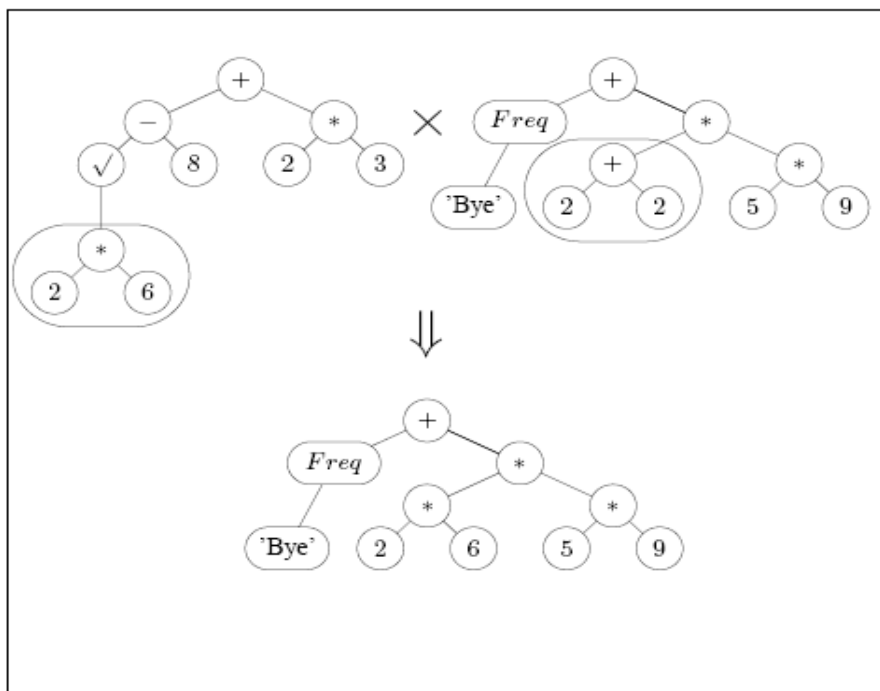 + +
− * × Freq *
√ 8 2 3 + *
'Bye' 2 2 5 9
*
2 6
⇓
+
Freq *
* *
'Bye' 2 6 5 9